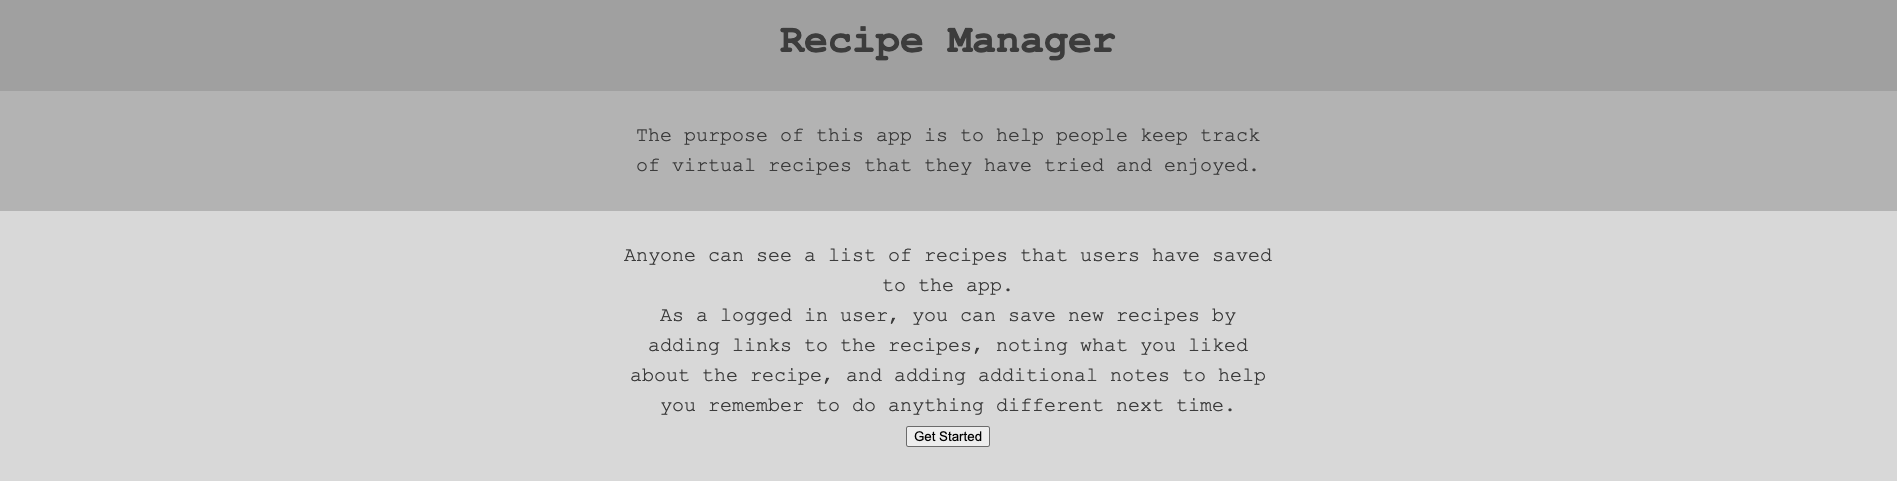 Recipe Manager
The purpose of this app is to help people keep track
of virtual recipes that they have tried and enjoyed.
Anyone can see a list of recipes that users have saved
to the app.
As a logged in user, you can save new recipes by
adding links to the recipes, noting what you liked
about the recipe, and adding additional notes to help
you remember to do anything different next time.
Get Started